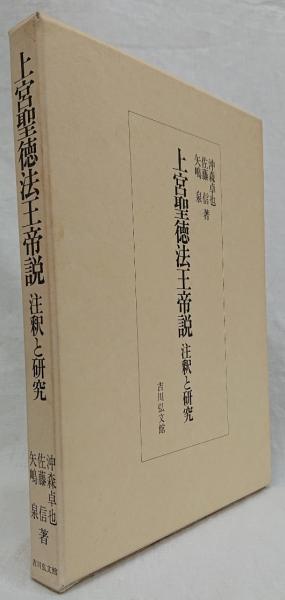 沖森卓也
佐藤 信 著
矢嶋 泉
上宮聖徳法王帝説 注釈と研究
吉川弘文館
上宮聖徳法王帝説 注釈と研究
沖森卓也
佐藤 信 著
矢嶋 泉
吉川弘文館